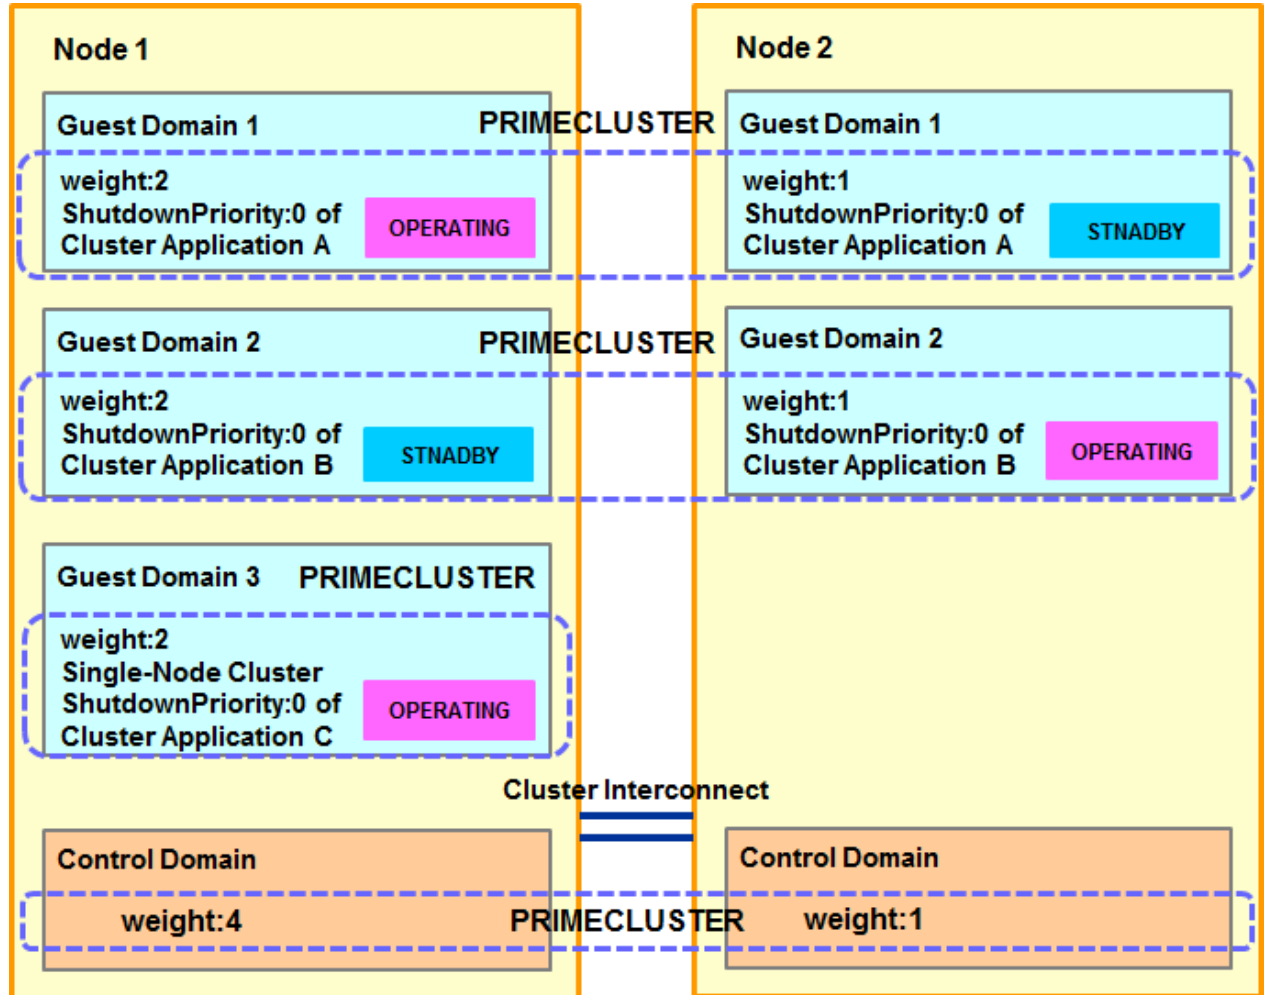 Node 1
Guest Domain 1
weight:2
ShutdownPriority:0 of
Cluster Application A
OPERATING
PRIMECLUSTER
Node 2
Guest Domain 1
weight:1
ShutdownPriority:0 of
Cluster Application A
STNADBY
Guest Domain 2
weight:2
ShutdownPriority:0 of
Cluster Application B
STNADBY
PRIMECLUSTER
Guest Domain 2
weight:1
ShutdownPriority:0 of
Cluster Application B
OPERATING
Guest Domain 3
PRIMECLUSTER
weight:2
Single-Node Cluster
ShutdownPriority:0 of
Cluster Application C
OPERATING
Cluster Interconnect
Control Domain
weight:4
PRIMECLUSTER
Control Domain
weight:1